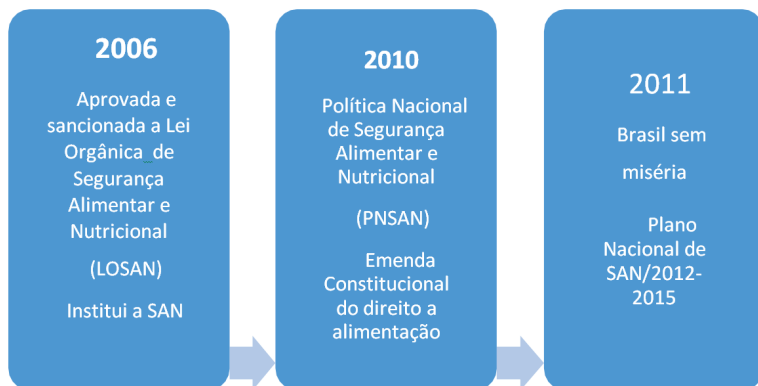 2006
Aprovada e
sancionada a Lei
Orgânica_de
Segurança
Alimentar e
Nutricional
(LOSAN)
Institui a SAN
2010
Política Nacional
de Segurança
Alimentar e
Nutricional
(PNSAN)
Emenda
Constitucional
do direito a
alimentação
2011
Brasil sem
miséria
Plano
Nacional de
SAN/2012-
2015